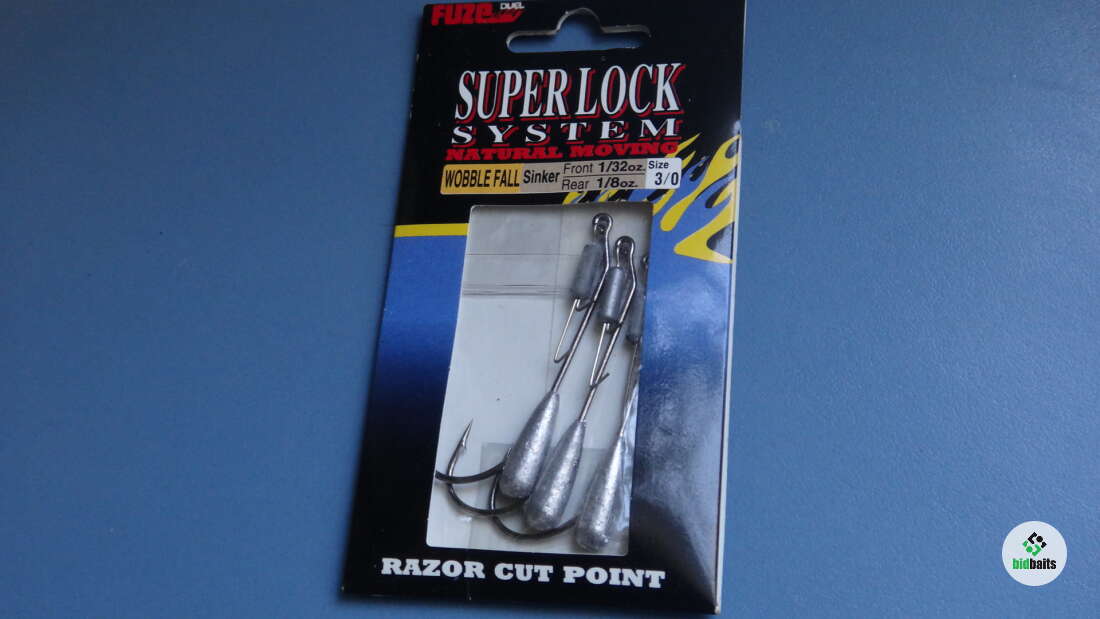 FUZE DUEL
SUPER LOCK
SYSTEM
NATURAL MOVING
WOBBLE FALL Sinker Front 1/32oz. Size
Rear 1/8oz. 3/0
RAZOR CUT POINT
bidbaits